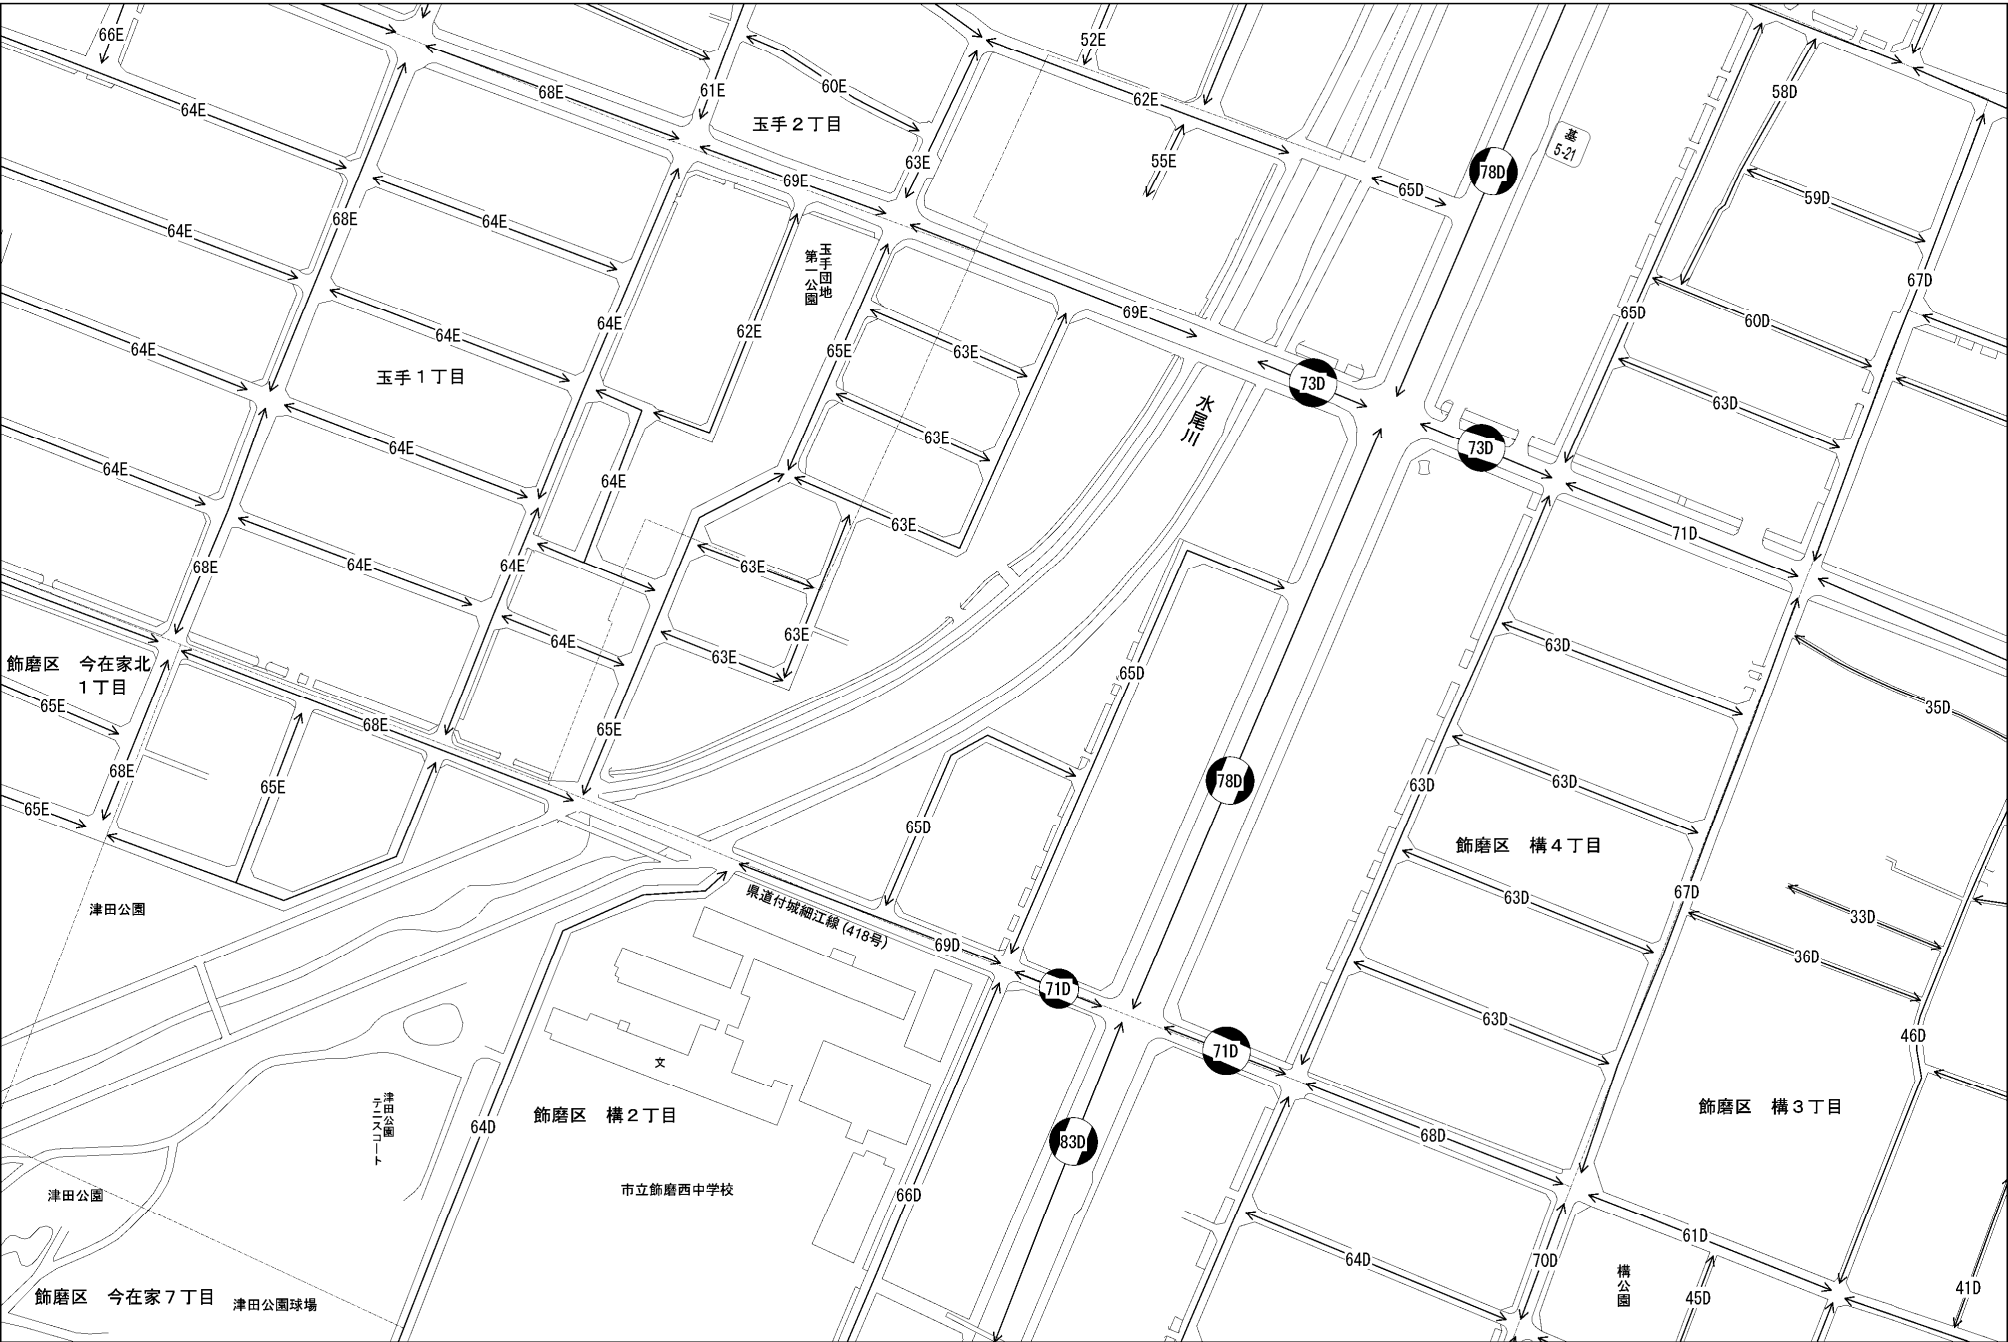 66E
52E
60E
61E
68E
62E
64E
58D
玉手２丁目
基
5-21
55E
63E
78D
69E
65D
59D
68E
64E
64E
玉手団地
第一公園
67D
69E
65D
60D
64E
62E
64E
64E
65E
63E
玉手１丁目
73D
63D
水尾川
63E
64E
73D
64E
64E
63E
71D
68E
64E
64E
63E
63E
64E
63D
飾磨区　今在家北
１丁目
63E
65D
65E
35D
68E
65E
68E
65E
78D
63D
63D
65E
65D
飾磨区　構４丁目
67D
63D
津田公園
県道付城細江線 (418号)
33D
69D
36D
71D
63D
46D
71D
文
津田公園
テニスコート
飾磨区　構２丁目
64D
83D
68D
飾磨区　構３丁目
市立飾磨西中学校
津田公園
66D
61D
64D
70D
構公園
41D
45D
飾磨区　今在家７丁目
津田公園球場